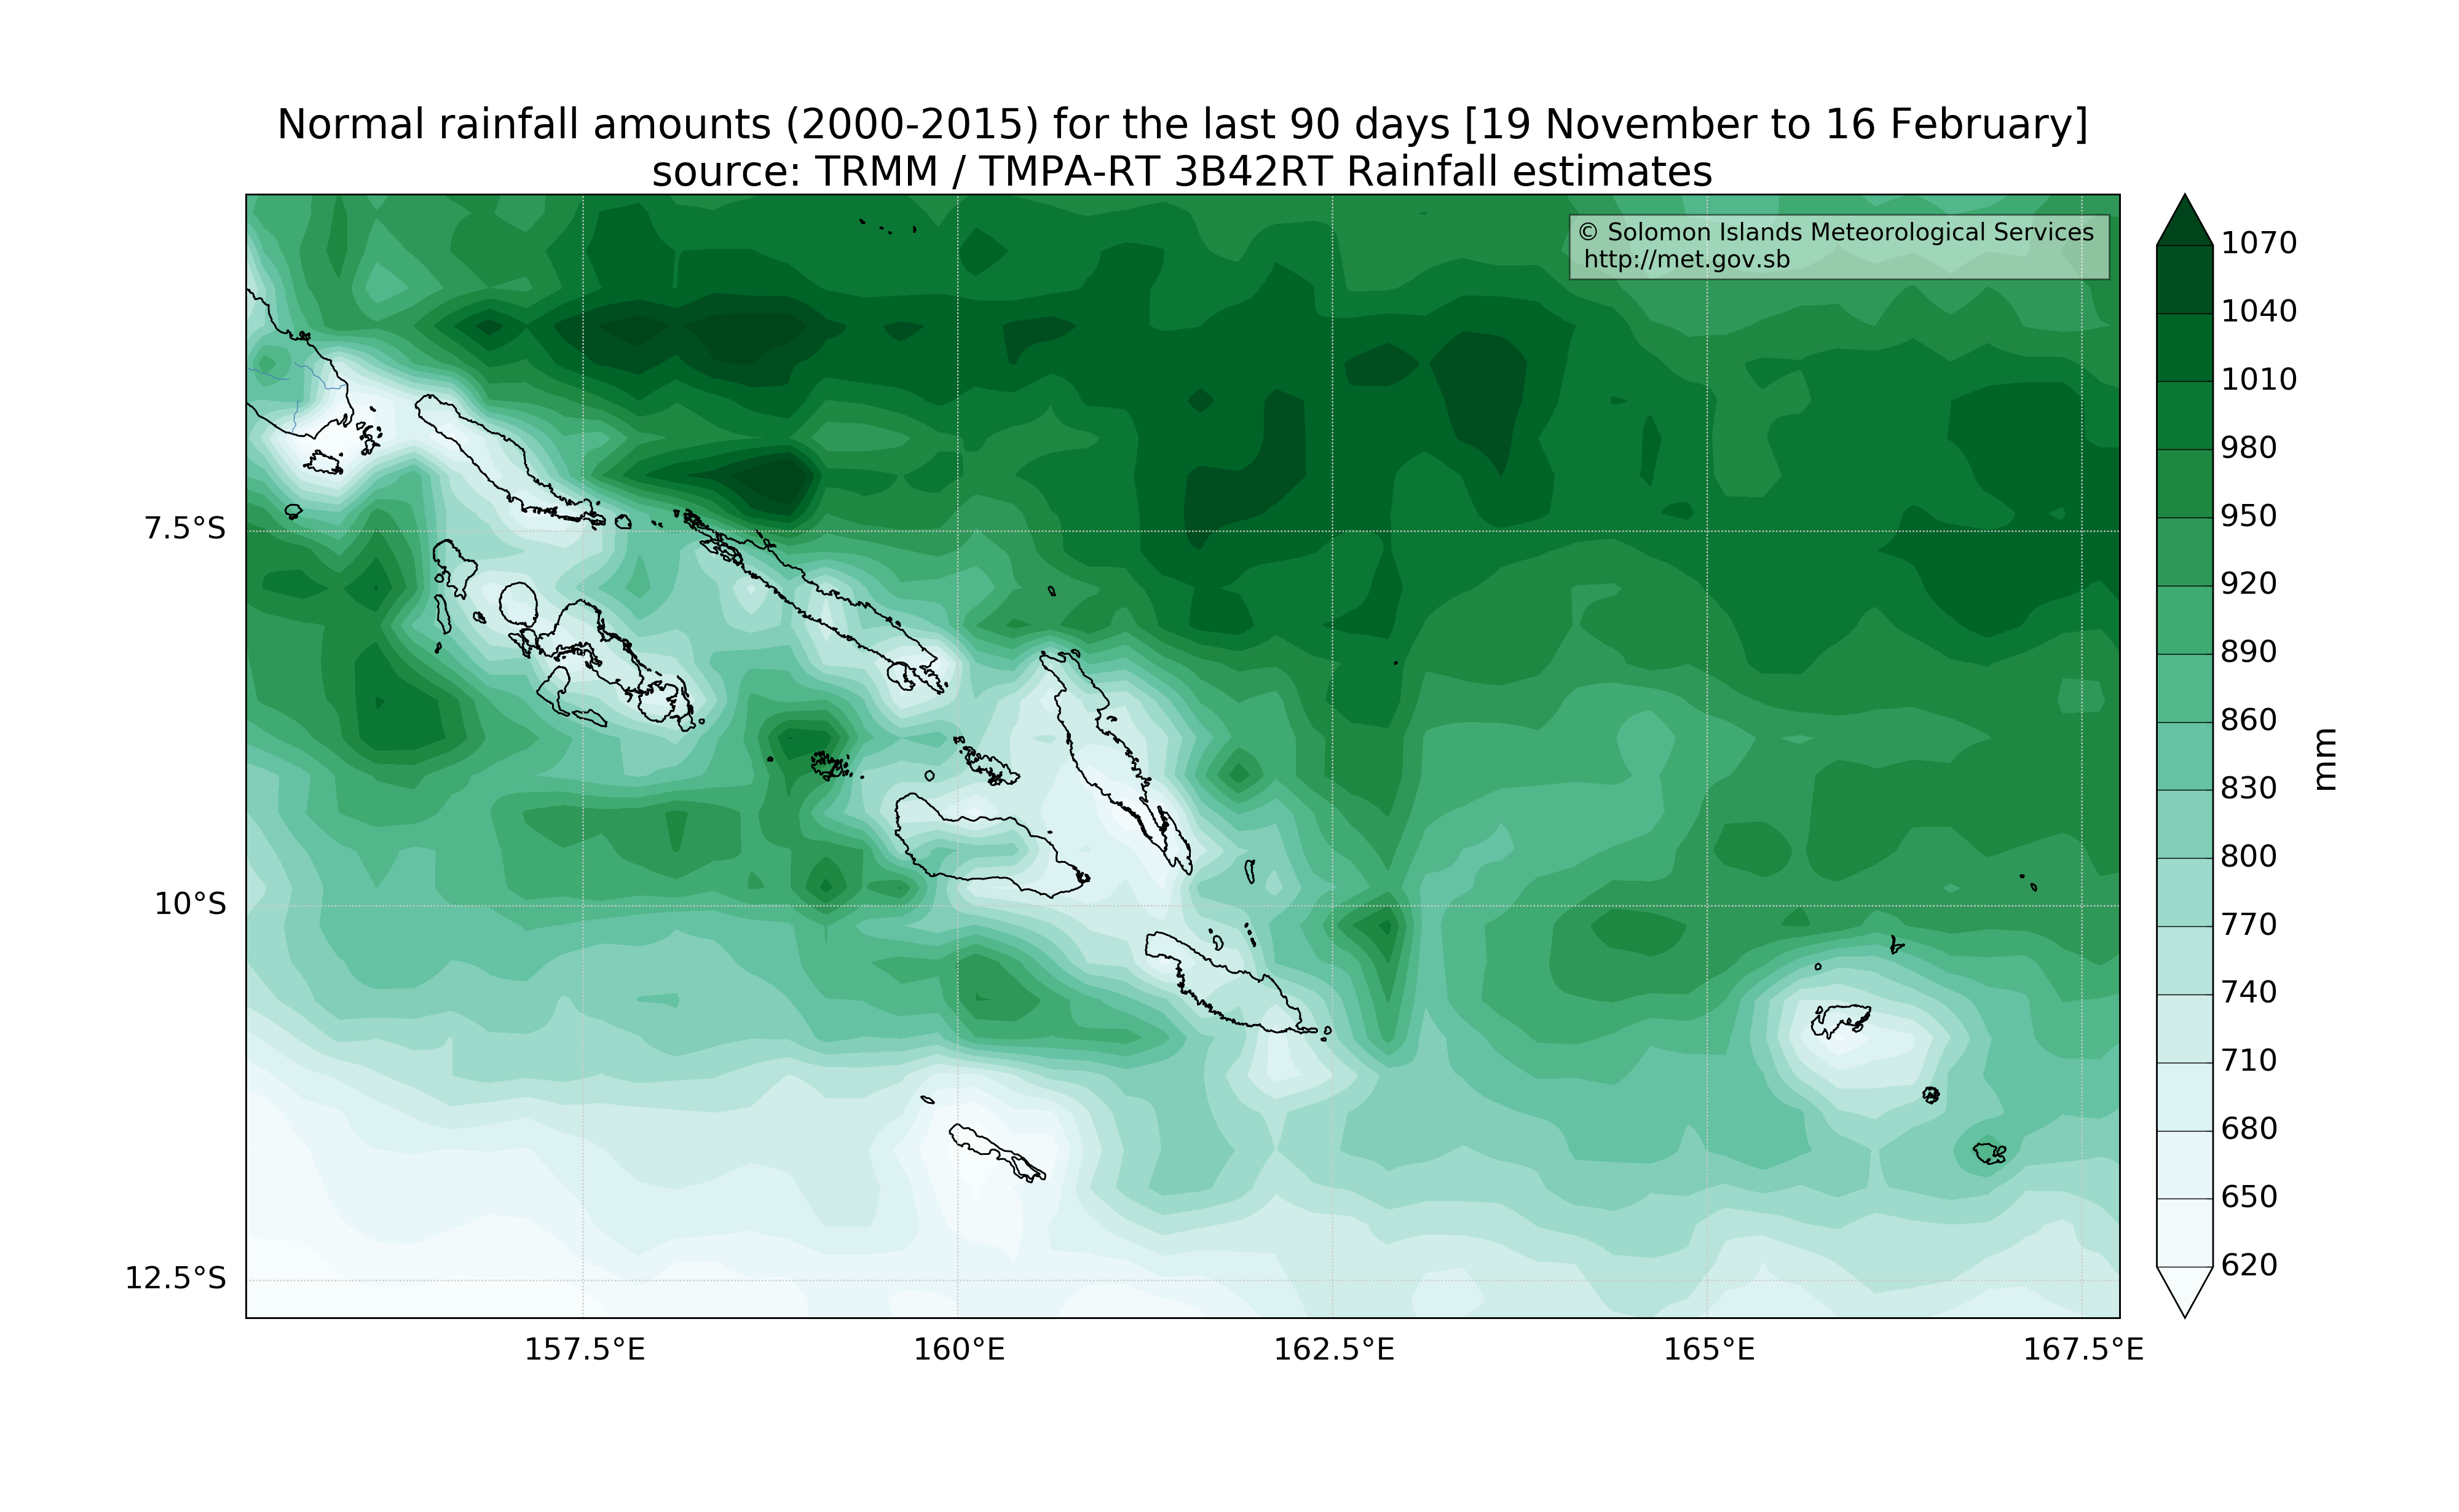 Normal rainfall amounts (2000-2015) for the last 90 days [19 November to 16 February]
source: TRMM / TMPA-RT 3B42RT Rainfall estimates
© Solomon Islands Meteorological Services
http://met.gov.sb
1070
1040
1010
980
950
920
890
860
830
800
770
740
710
680
650
620
mm
7.5°S
10°S
12.5°S
157.5°E
160°E
162.5°E
165°E
167.5°E